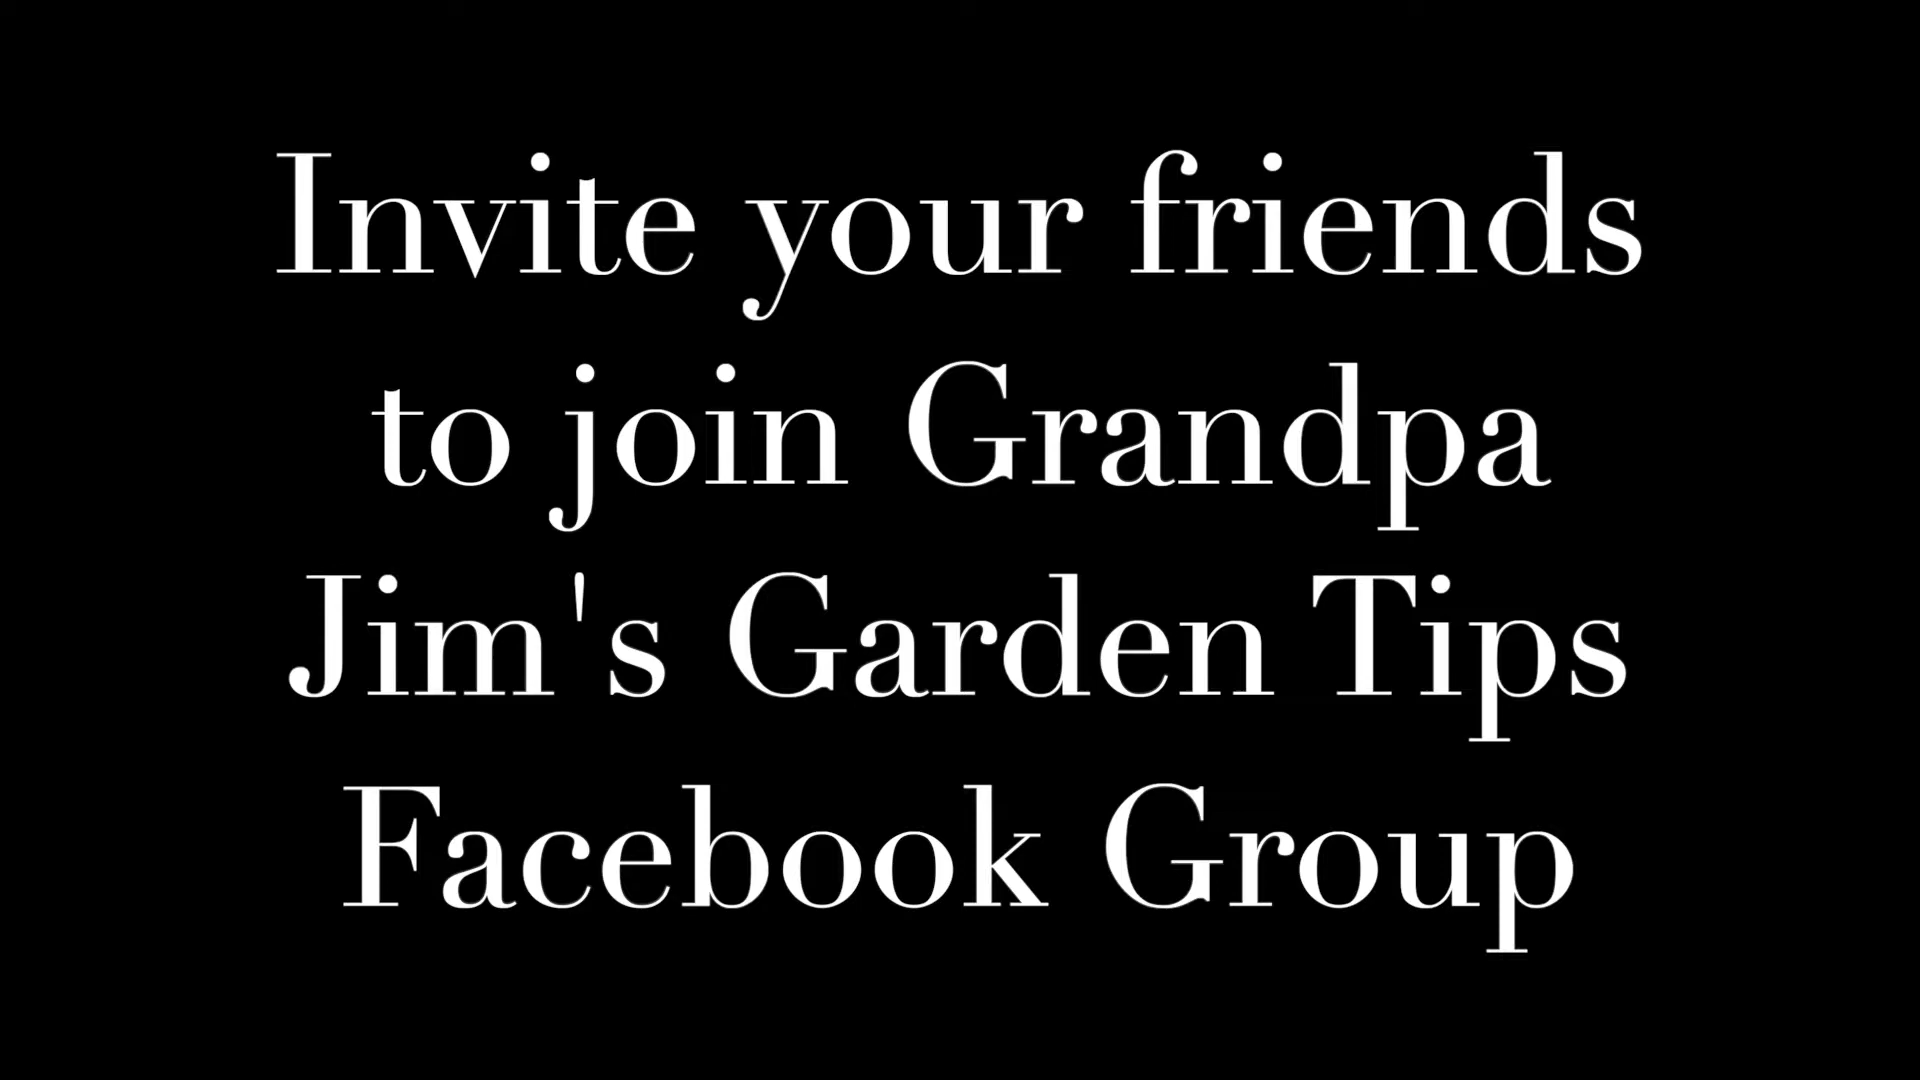 Invite your friends
to join Grandpa
Jim's Garden Tips
Facebook Group